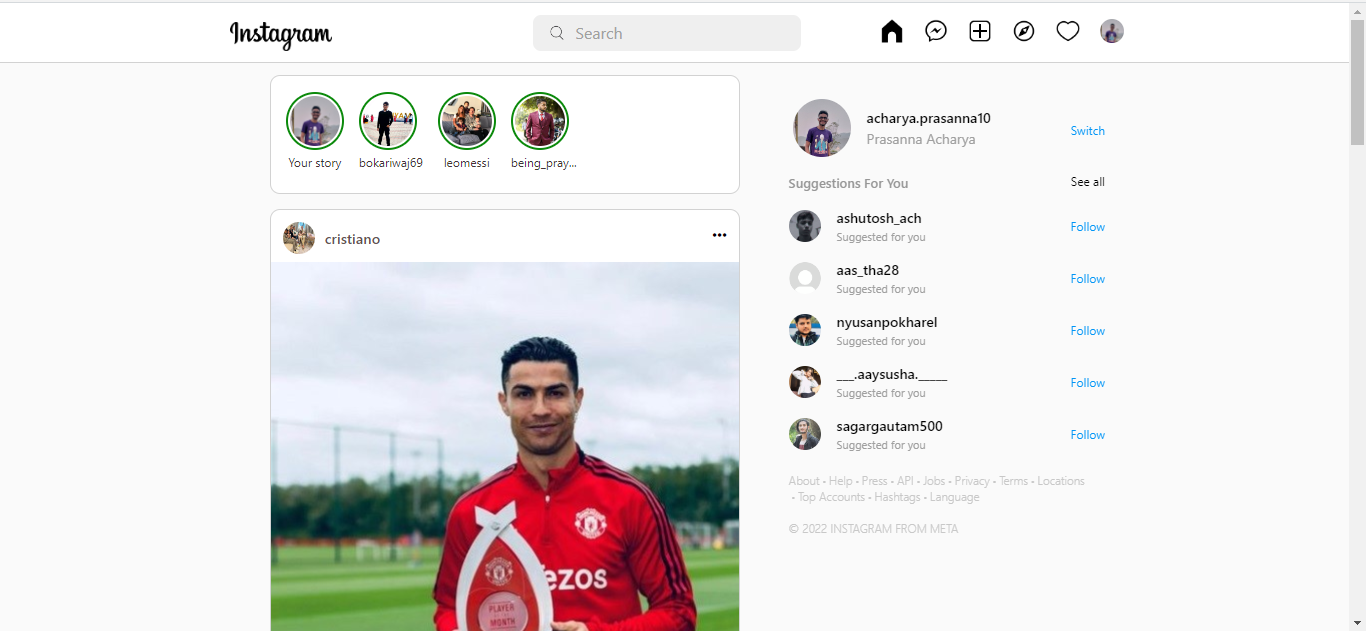 Instagram
Search
Your story
bokariwaj69
leomessi
being_pray...
cristiano
ezos
PLAYER
MONTH
acharya.prasanna10
Prasanna Acharya
Switch
Suggestions For You
See all
ashutosh_ach
Suggested for you
Follow
aas_tha28
Suggested for you
Follow
nyusanpokharel
Suggested for you
Follow
___.aaysusha._____
Suggested for you
Follow
sagargautam500
Suggested for you
Follow
About • Help • Press • API • Jobs • Privacy • Terms • Locations
• Top Accounts • Hashtags • Language
© 2022 INSTAGRAM FROM META